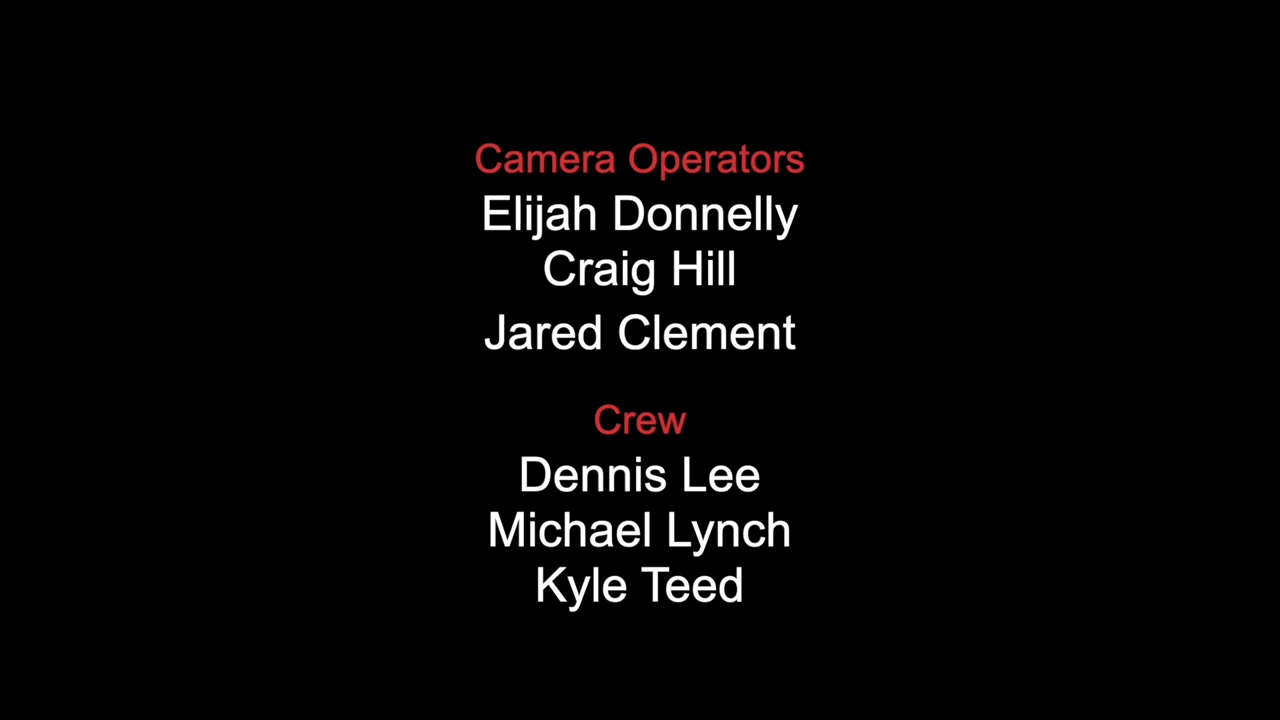 Camera Operators
Elijah Donnelly
Craig Hill
Jared Clement
Crew
Dennis Lee
Michael Lynch
Kyle Teed